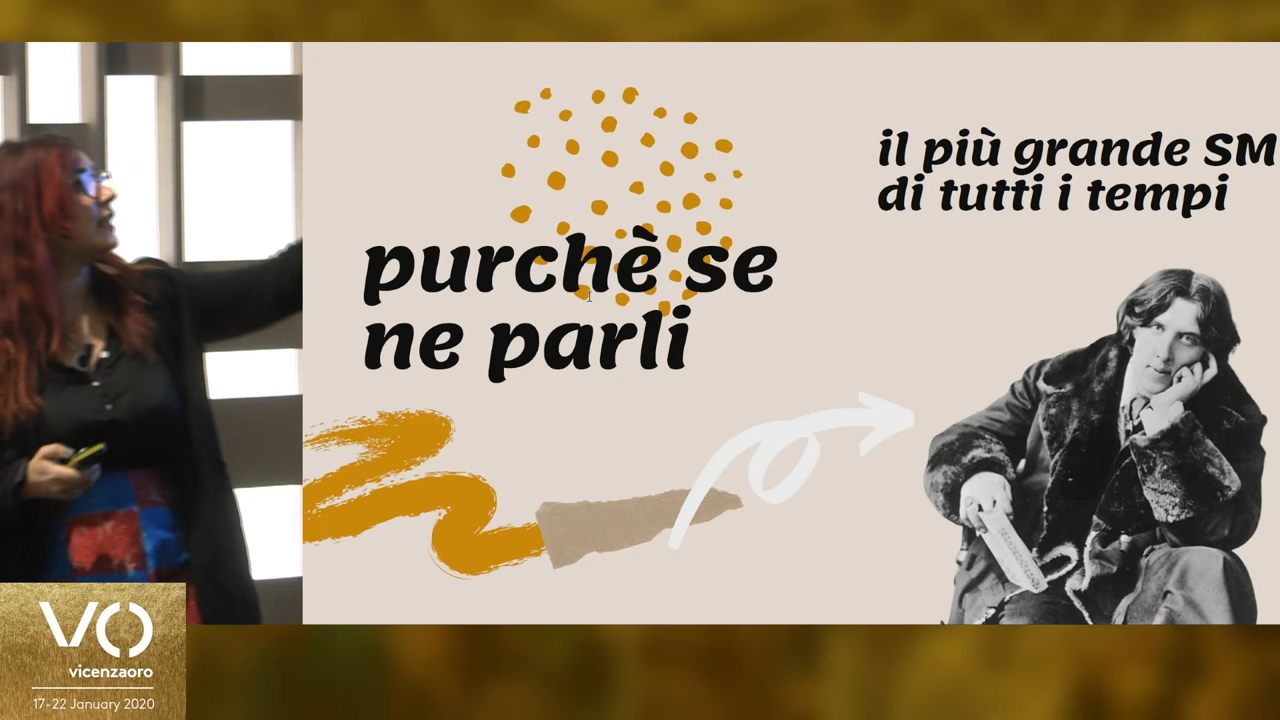 purchè se
ne parli
il più grande SM
di tutti i tempi
VO
vicenzaoro
17-22 January 2020